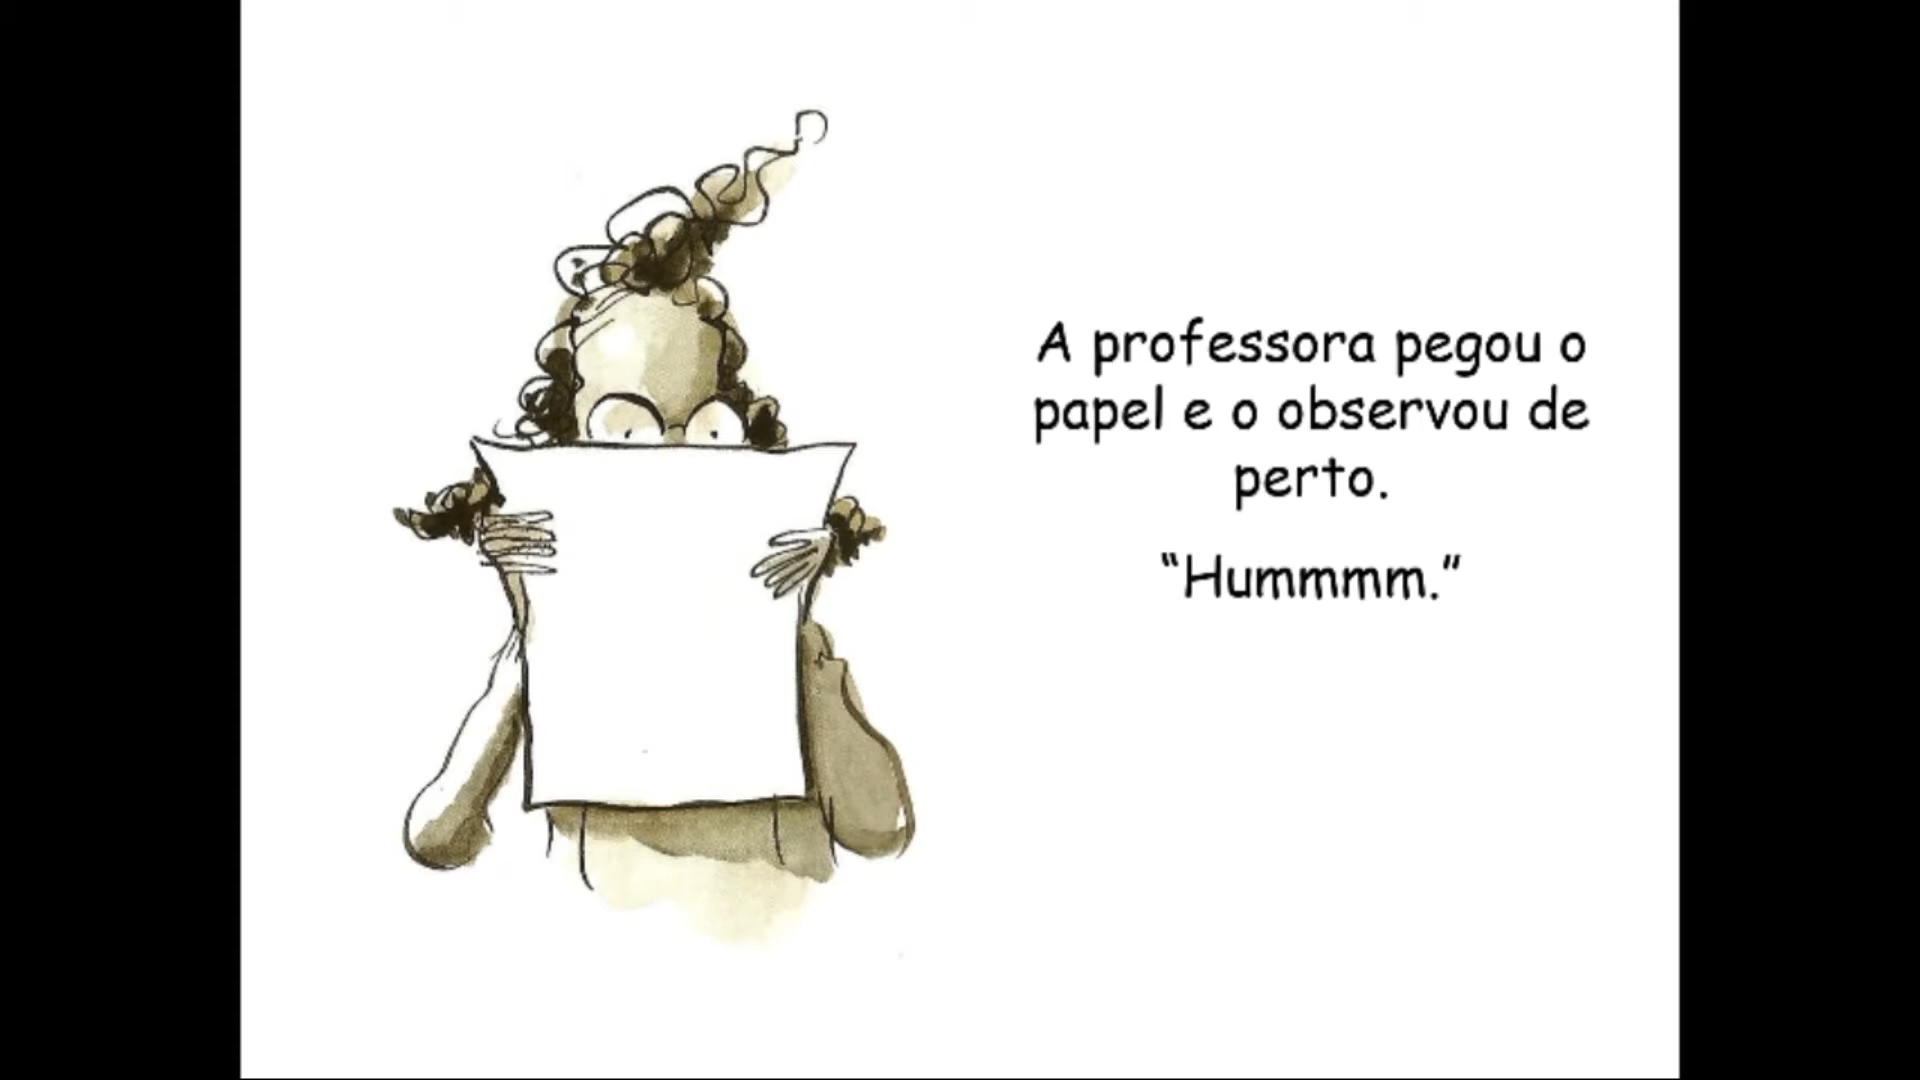 A professora pegou o
papel e o observou de
perto.
“Hummmm.”